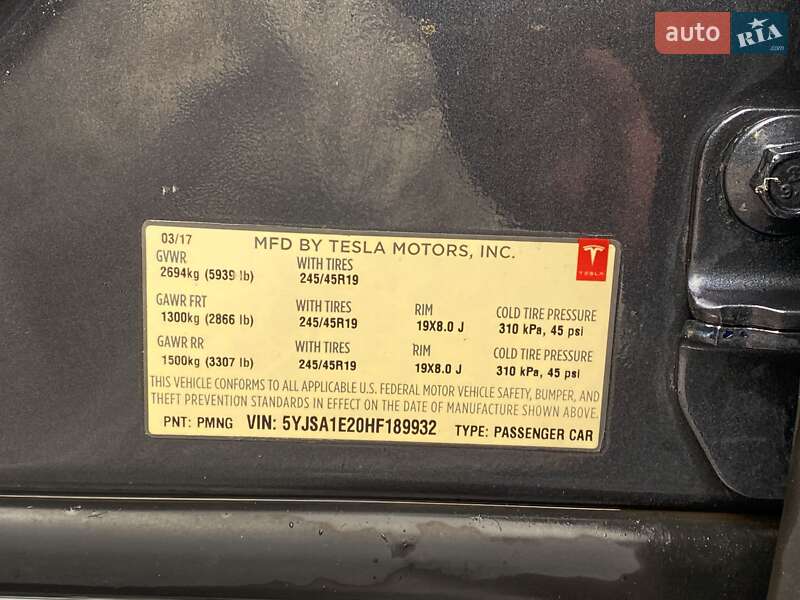 auto RIA.com
03/17 MFD BY TESLA MOTORS, INC.
TESLA
GVWR WITH TIRES
2694kg (5939 lb) 245/45R19
GAWR FRT WITH TIRES RIM COLD TIRE PRESSURE
1300kg (2866 lb) 245/45R19 19X8.0 J 310 kPa, 45 psi
GAWR RR WITH TIRES RIM COLD TIRE PRESSURE
1500kg (3307 lb) 245/45R19 19X8.0 J 310 kPa, 45 psi
THIS VEHICLE CONFORMS TO ALL APPLICABLE U.S. FEDERAL MOTOR VEHICLE SAFETY, BUMPER, AND
THEFT PREVENTION STANDARDS IN EFFECT ON THE DATE OF MANUFACTURE SHOWN ABOVE.
PNT: PMNG VIN: 5YJSA1E20HF189932 TYPE: PASSENGER CAR